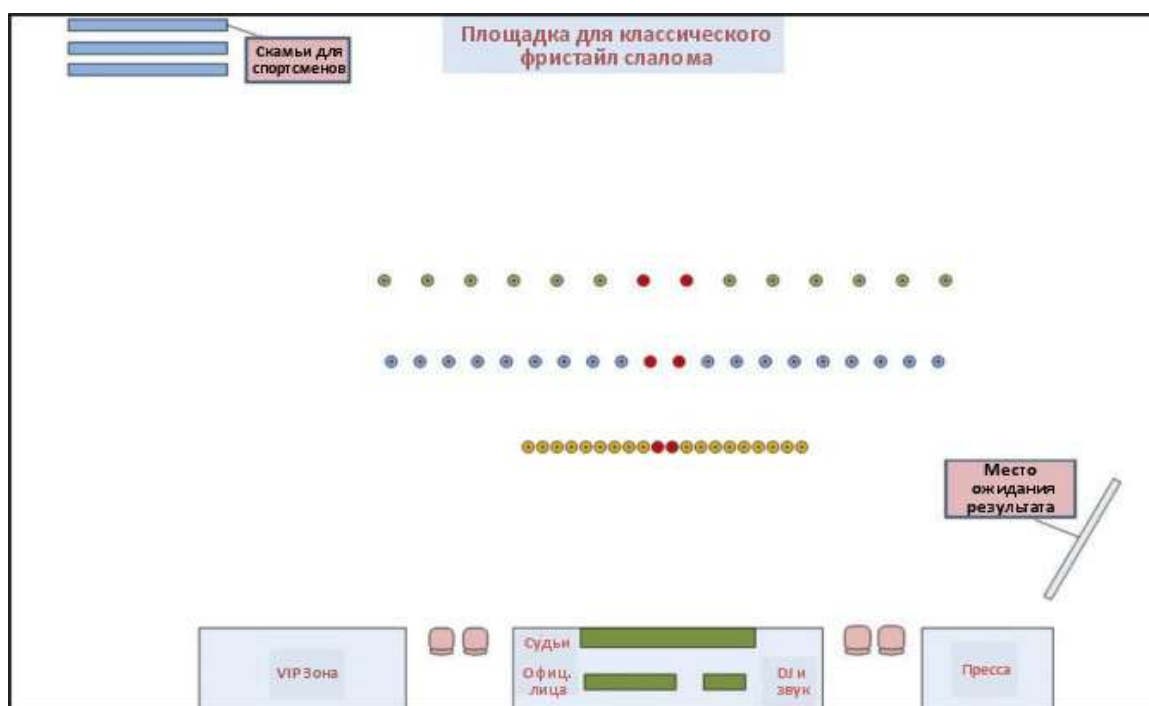 Площадка для классического
фристайл слалома
Скамьи для
спортсменов
Место
ожидания
результата
Судьи
Офиц.
лица
DJ и
звук
VIP Зона
Пресса